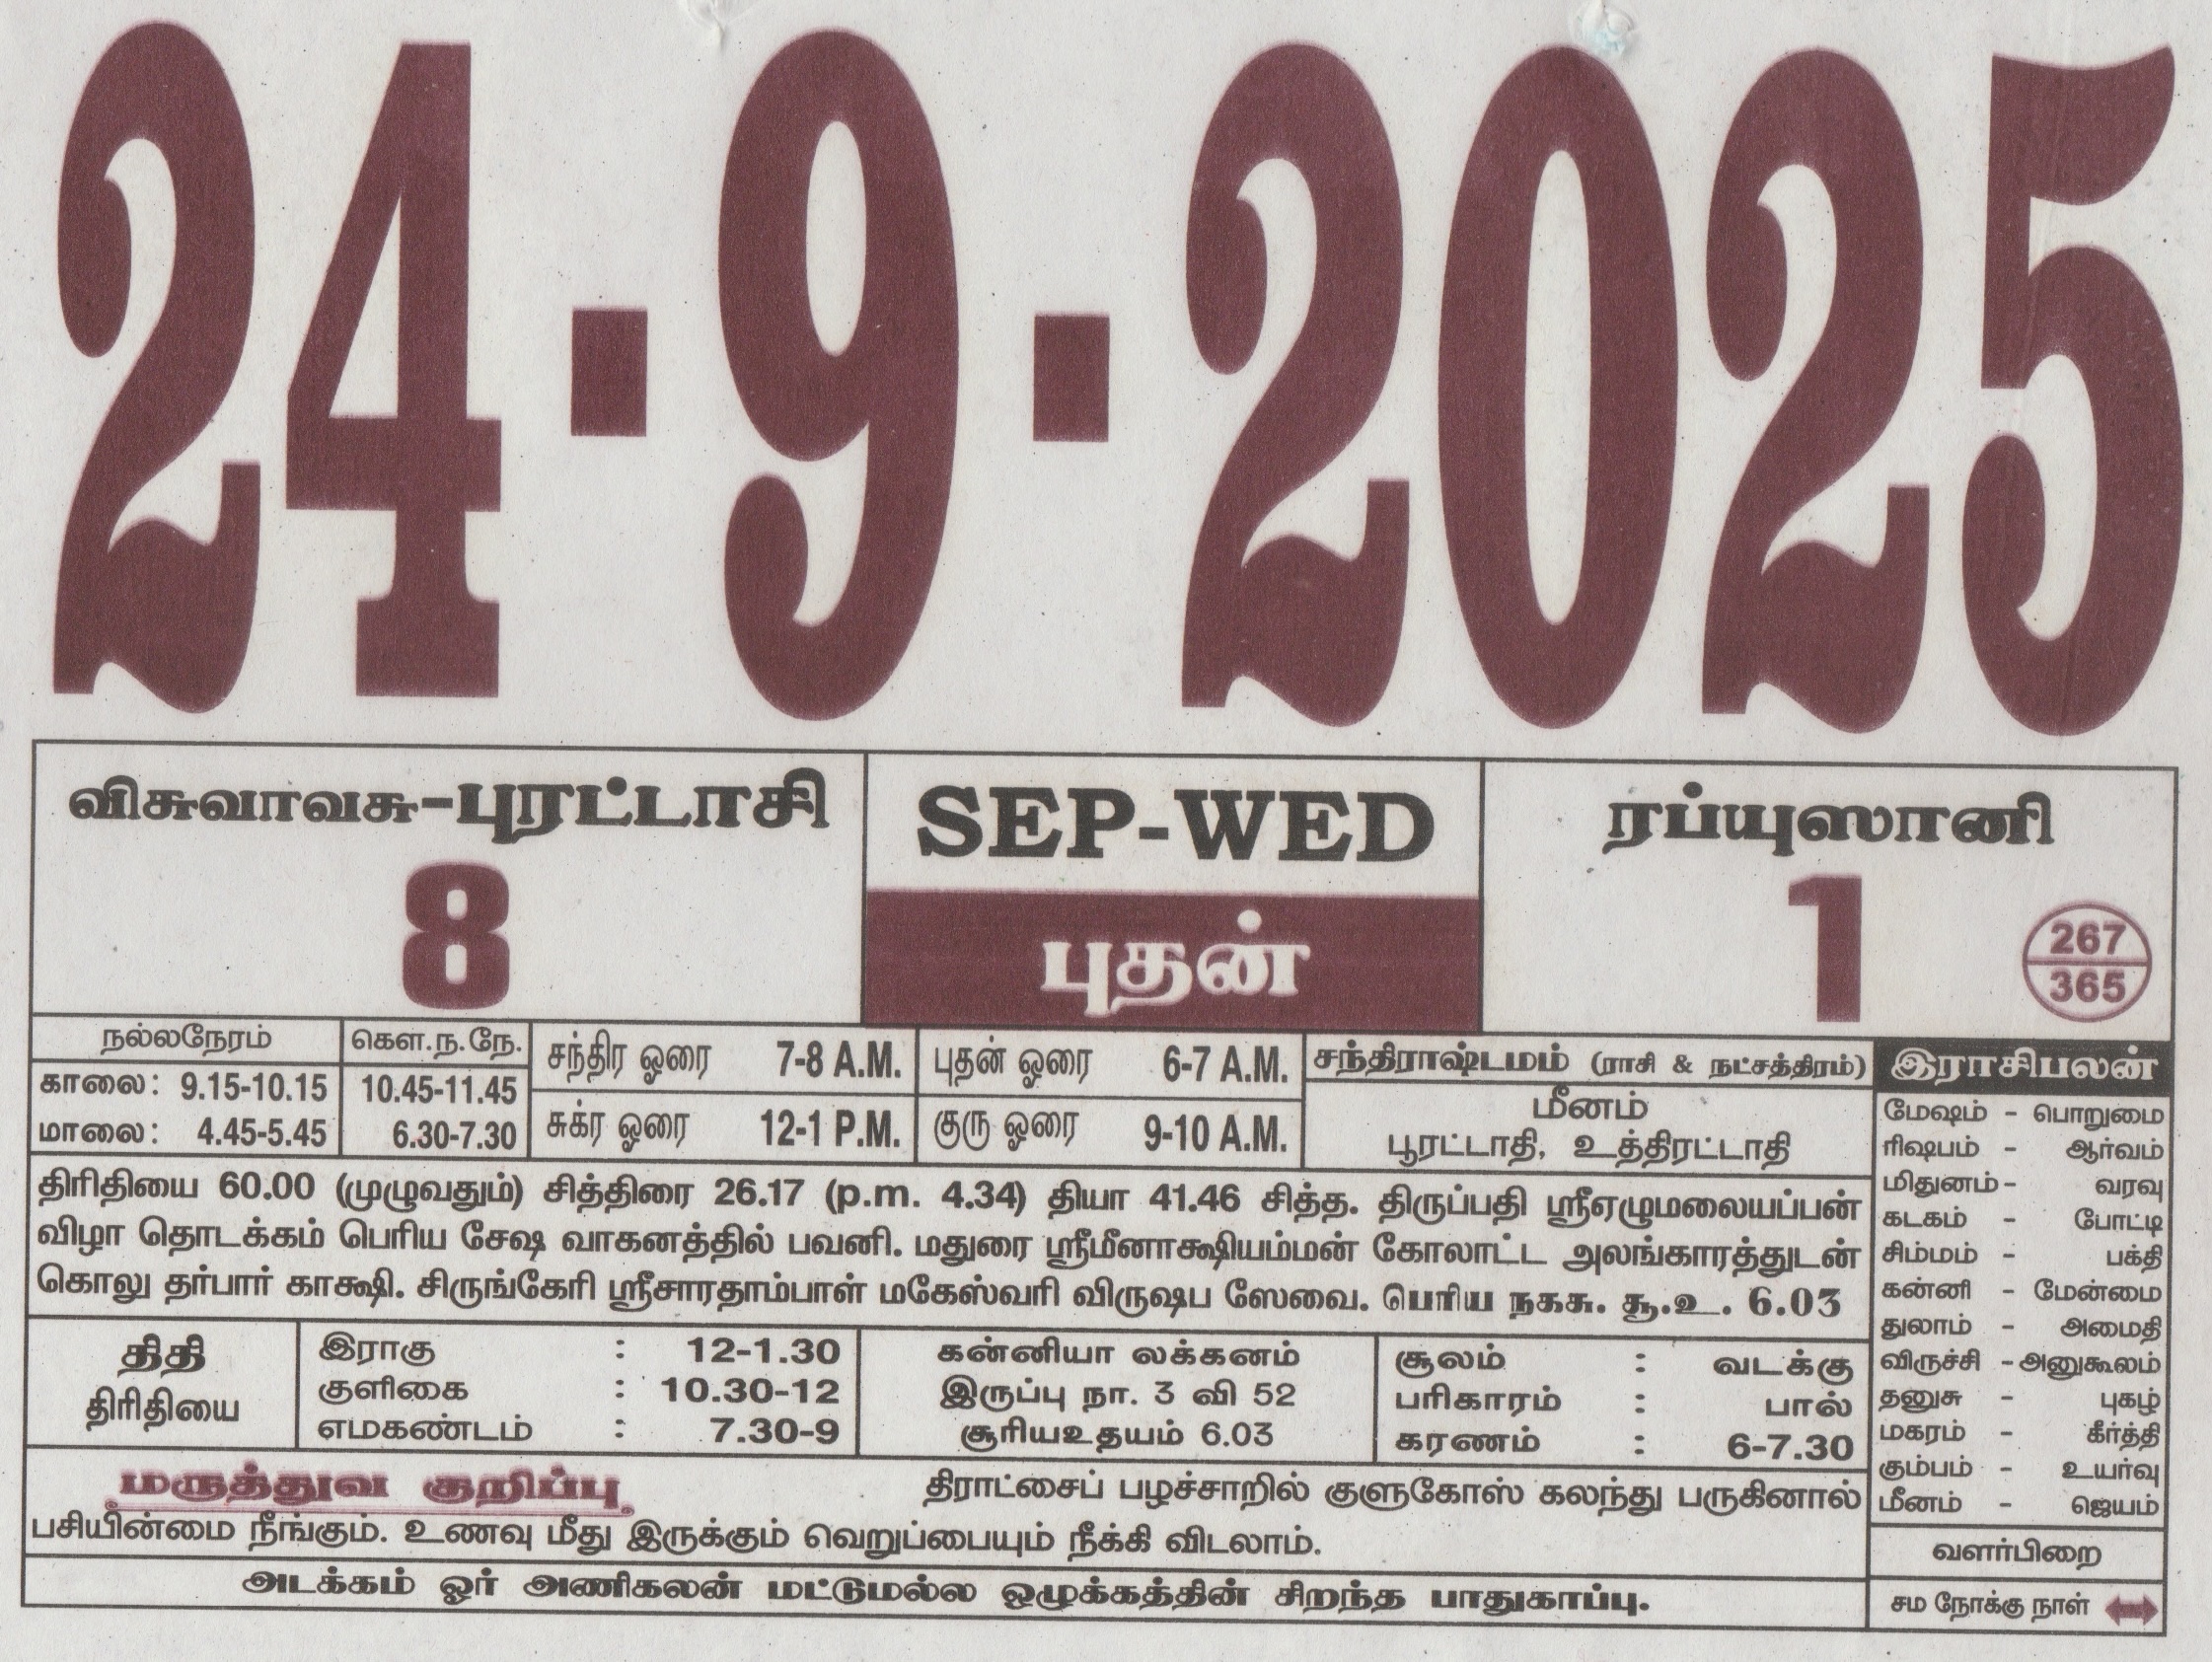 24-9-2025
விசுவாவசு-புரட்டாசி
8
SEP-WED
புதன்
ரப்யுஸானி
1
267
365
நல்லநேரம்
காலை: 9.15-10.15
மாலை: 4.45-5.45
கௌ.ந.நே.
10.45-11.45
6.30-7.30
சந்திர ஓரை 7-8 A.M.
சுக்ர ஓரை 12-1 P.M.
புதன் ஓரை 6-7 A.M.
குரு ஓரை 9-10 A.M.
சந்திராஷ்டமம் (ராசி & நட்சத்திரம்)
மீனம்
பூரட்டாதி, உத்திரட்டாதி
திரிதியை 60.00 (முழுவதும்) சித்திரை 26.17 (p.m. 4.34) தியா 41.46 சித்த. திருப்பதி ஸ்ரீஏழுமலையப்பன்
விழா தொடக்கம் பெரிய சேஷ வாகனத்தில் பவனி. மதுரை ஸ்ரீமீனாக்ஷியம்மன் கோலாட்ட அலங்காரத்துடன்
கொலு தர்பார் காக்ஷி. சிருங்கேரி ஸ்ரீசாரதாம்பாள் மகேஸ்வரி விருஷப ஸேவை. பெரிய நகசு. சூ.உ. 6.03
திதி
திரிதியை
இராகு : 12-1.30
குளிகை : 10.30-12
எமகண்டம் : 7.30-9
கன்னியா லக்கனம்
இருப்பு நா. 3 வி 52
சூரியஉதயம் 6.03
சூலம் : வடக்கு
பரிகாரம் : பால்
கரணம் : 6-7.30
மருத்துவ குறிப்பு திராட்சைப் பழச்சாறில் குளுகோஸ் கலந்து பருகினால்
பசியின்மை நீங்கும். உணவு மீது இருக்கும் வெறுப்பையும் நீக்கி விடலாம்.
அடக்கம் ஓர் அணிகலன் மட்டுமல்ல ஒழுக்கத்தின் சிறந்த பாதுகாப்பு.
இராசிபலன்
மேஷம் - பொறுமை
ரிஷபம் - ஆர்வம்
மிதுனம் - வரவு
கடகம் - போட்டி
சிம்மம் - பக்தி
கன்னி - மேன்மை
துலாம் - அமைதி
விருச்சி - அனுகூலம்
தனுசு - புகழ்
மகரம் - கீர்த்தி
கும்பம் - உயர்வு
மீனம் - ஜெயம்
வளர்பிறை
சம நோக்கு நாள்